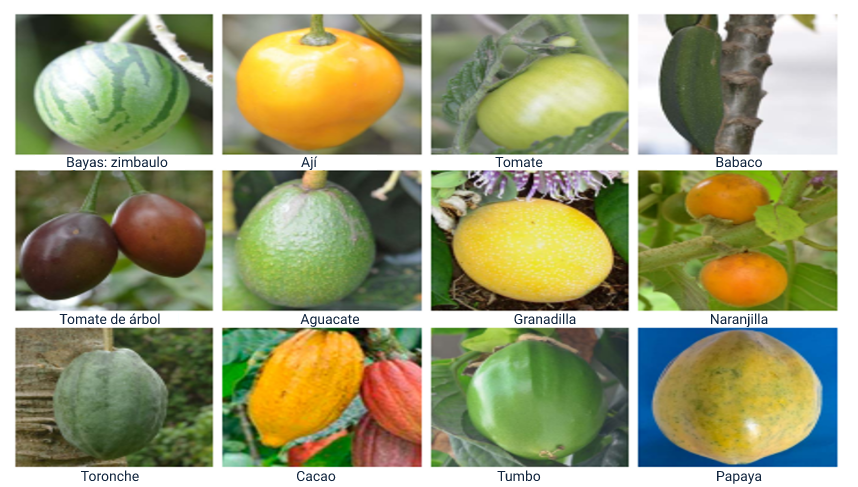 Bayas: zimbaulo
Ají
Tomate
Babaco
Tomate de árbol
Aguacate
Granadilla
Naranjilla
Toronche
Cacao
Tumbo
Papaya